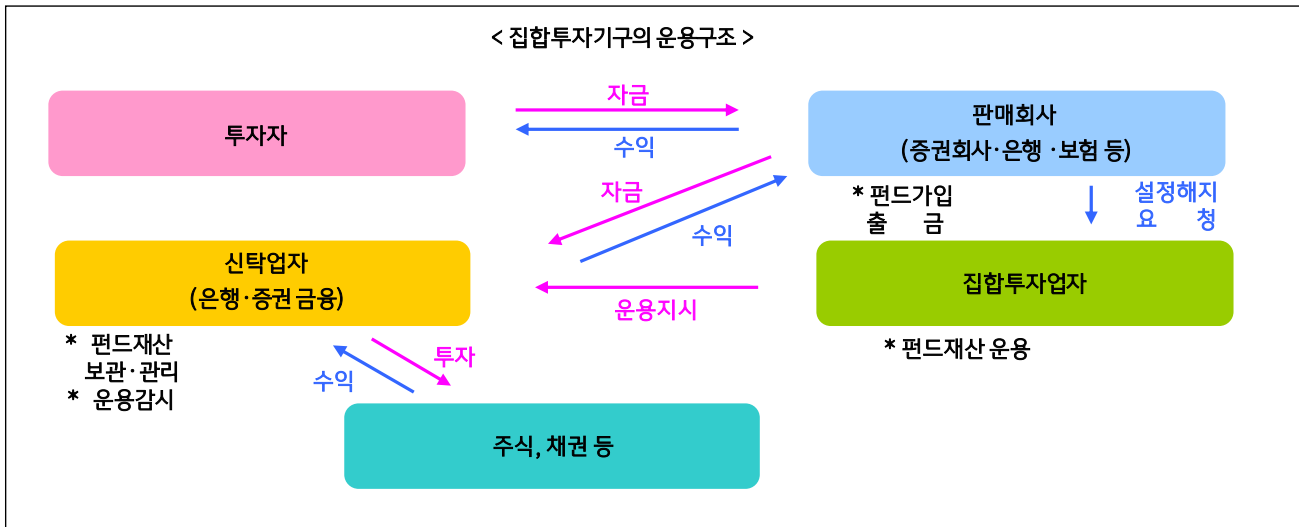 < 집합투자기구의 운용구조 >
투자자
자금
수익
판매회사
(증권회사·은행 ·보험 등)
* 펀드가입
출 금
설정해지
요 청
자금
수익
신탁업자
(은행·증권 금융)
운용지시
집합투자업자
* 펀드재산
보관·관리
* 운용감시
* 펀드재산 운용
투자
수익
주식, 채권 등